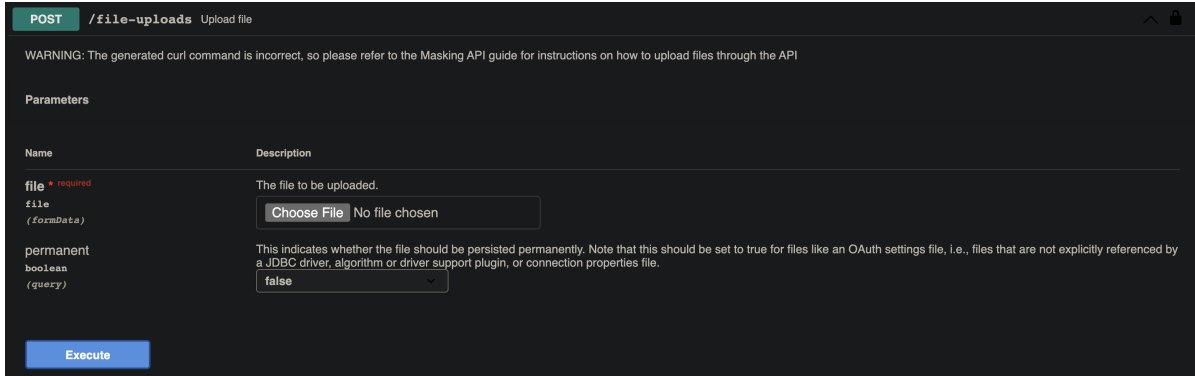 POST /file-uploads Upload file
WARNING: The generated curl command is incorrect, so please refer to the Masking API guide for instructions on how to upload files through the API
Parameters
Name Description
file * required The file to be uploaded.
file
(formData)
Choose File No file chosen
permanent
boolean
(query)
This indicates whether the file should be persisted permanently. Note that this should be set to true for files like an OAuth settings file, i.e., files that are not explicitly referenced by
a JDBC driver, algorithm or driver support plugin, or connection properties file.
false
Execute